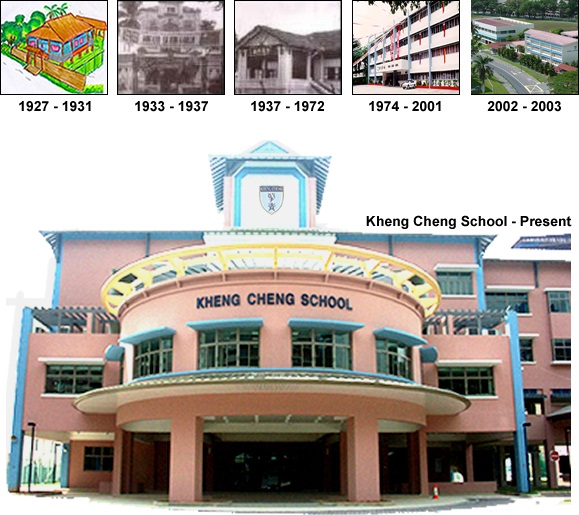 1927 - 1931
1933 - 1937
1937 - 1972
1974 - 2001
2002 - 2003
Kheng Cheng School - Present
KHENG CHENG SCHOOL